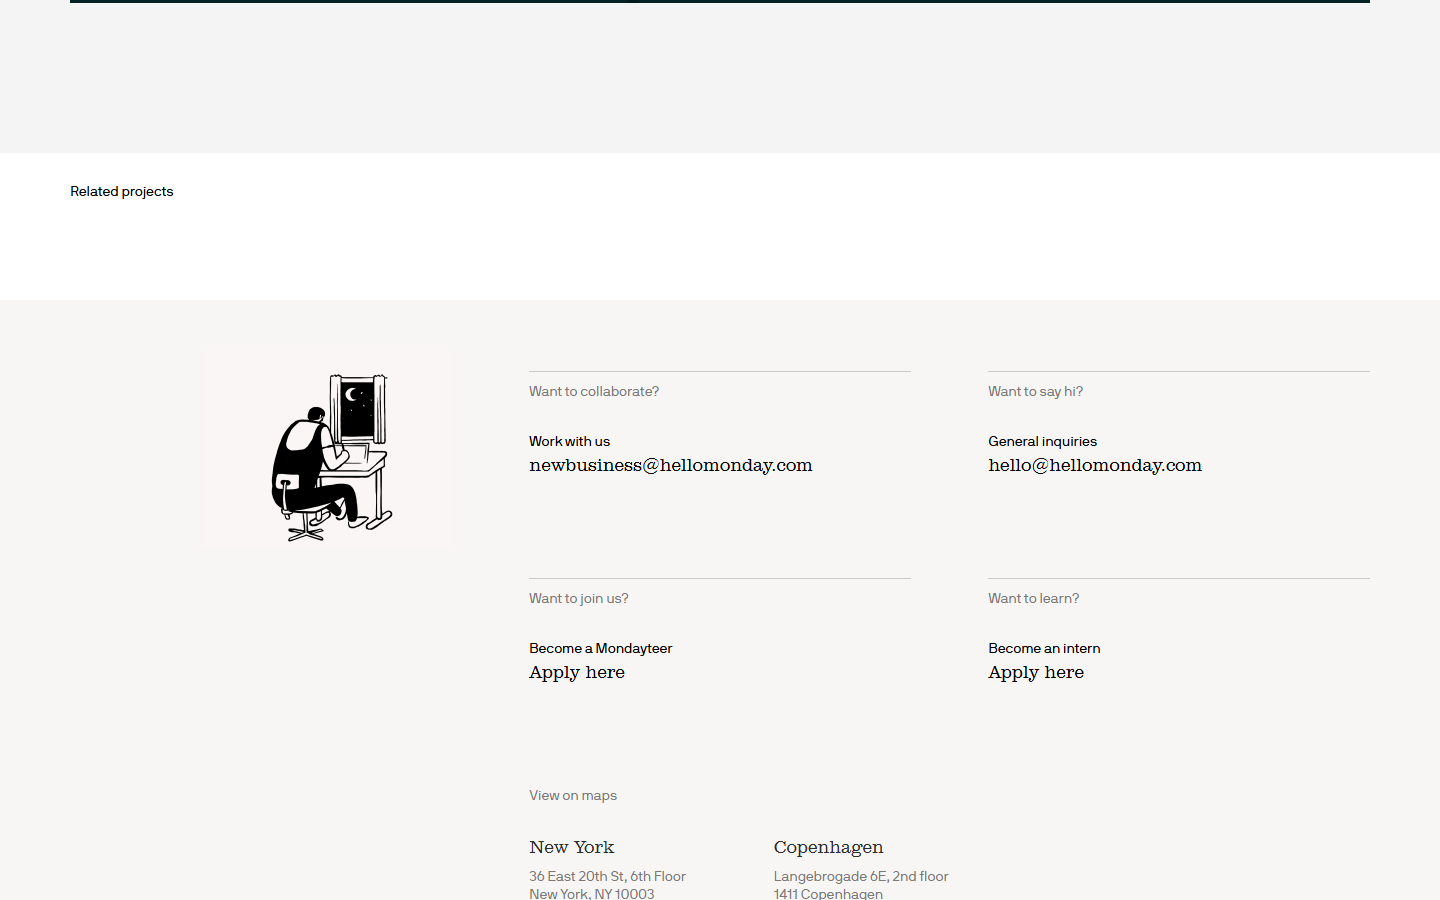 Related projects
Want to collaborate?
Work with us
newbusiness@hellomonday.com
Want to say hi?
General inquiries
hello@hellomonday.com
Want to join us?
Become a Mondayteer
Apply here
Want to learn?
Become an intern
Apply here
View on maps
New York
36 East 20th St, 6th Floor
New York, NY 10003
Copenhagen
Langebrogade 6E, 2nd floor
1411 Copenhagen